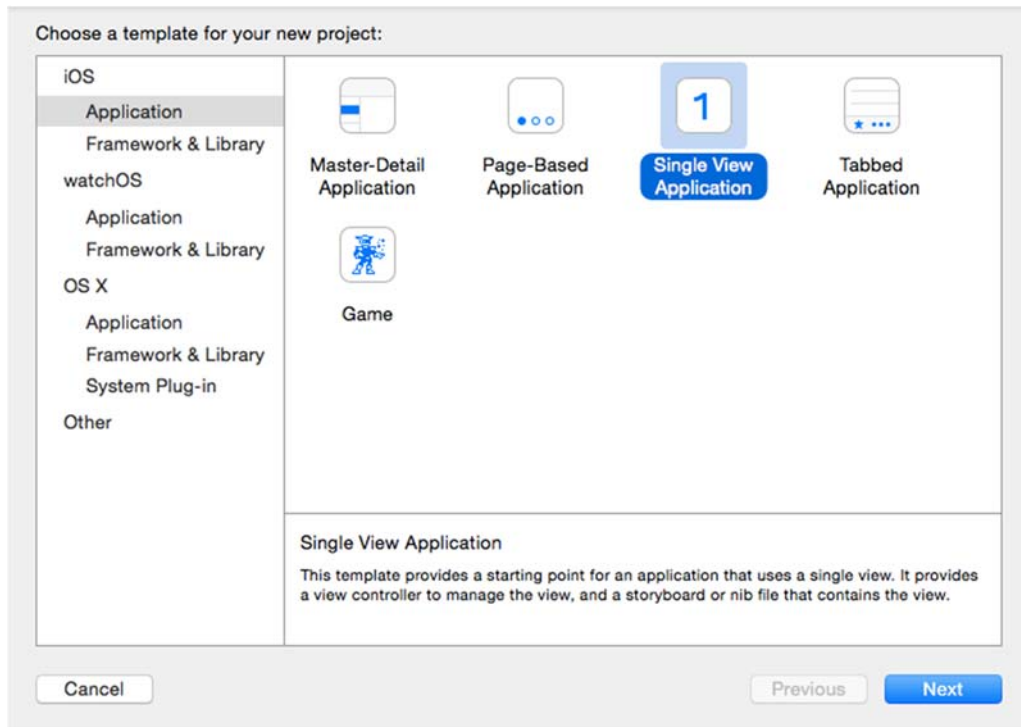 Choose a template for your new project:
iOS
Application
Framework & Library
watchOS
Application
Framework & Library
OS X
Application
Framework & Library
System Plug-in
Other
Master-Detail
Application
Page-Based
Application
1
Single View
Application
Tabbed
Application
Game
Single View Application
This template provides a starting point for an application that uses a single view. It provides
a view controller to manage the view, and a storyboard or nib file that contains the view.
Cancel
Previous
Next